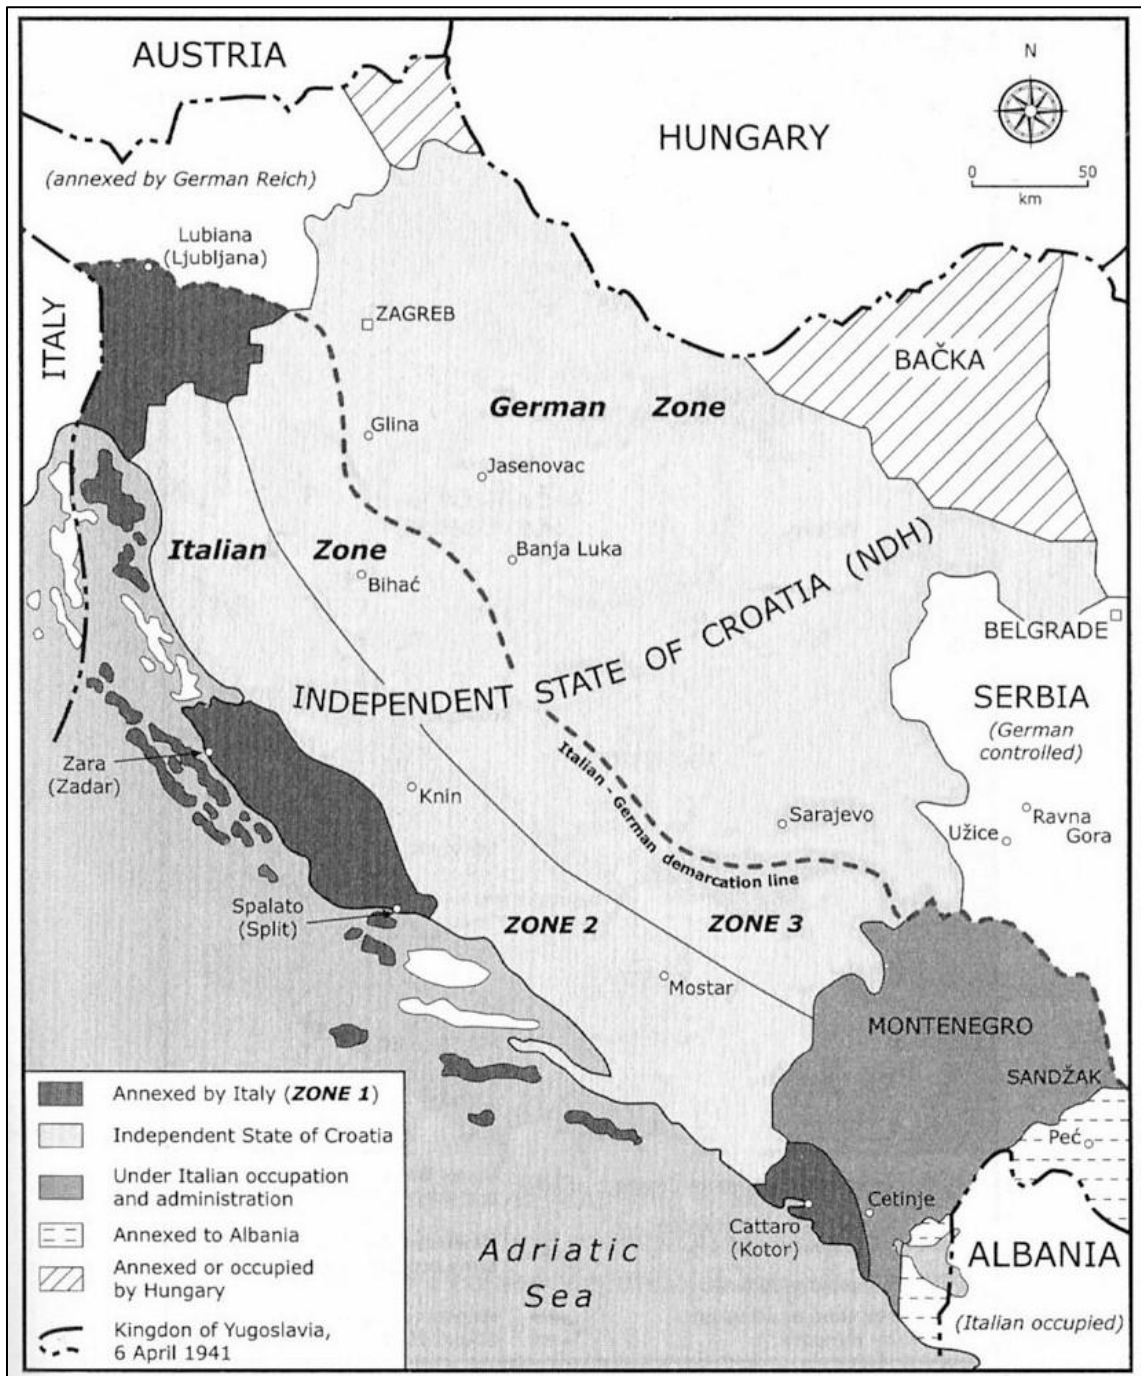 AUSTRIA
N
HUNGARY
0 50
km
(annexed by German Reich)
Lubiana
(Ljubljana)
ITALY
ZAGREB
BAČKA
German Zone
Glina
Jasenovac
Italian Zone
Banja Luka
Bihać
INDEPENDENT STATE OF CROATIA (NDH)
BELGRADE
SERBIA
(German
controlled)
Zara
(Zadar)
Knin
Italian - German demarcation line
Sarajevo
Ravna
Gora
Užice
Spalato
(Split)
ZONE 2
ZONE 3
Mostar
MONTENEGRO
SANDŽAK
Peć
Cetinje
Cattaro
(Kotor)
Adriatic
Sea
ALBANIA
(Italian occupied)
Annexed by Italy (ZONE 1)
Independent State of Croatia
Under Italian occupation
and administration
Annexed to Albania
Annexed or occupied
by Hungary
Kingdon of Yugoslavia,
6 April 1941